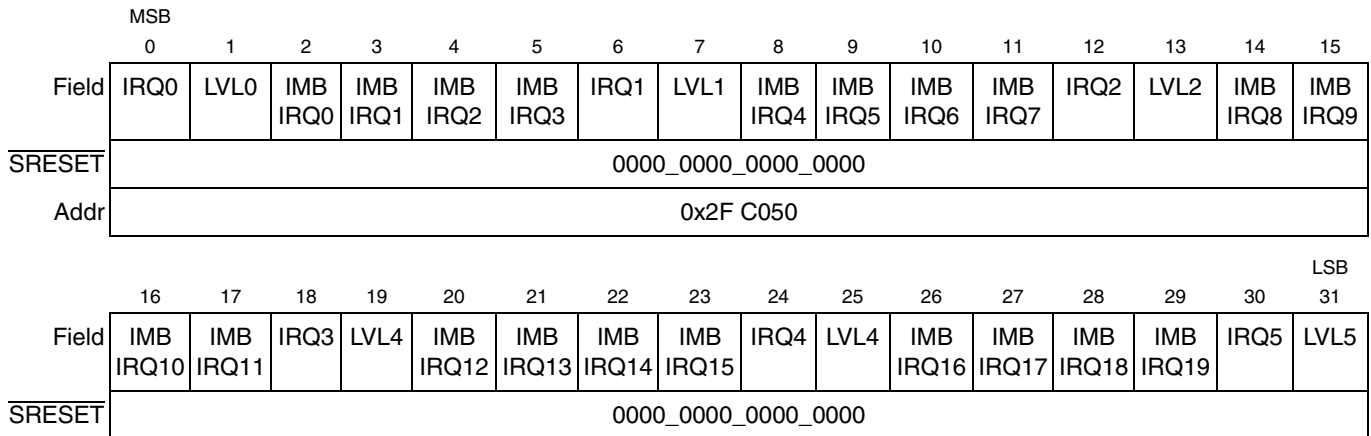 MSB
0 1 2 3 4 5 6 7 8 9 10 11 12 13 14 15
Field IRQ0 LVL0 IMB IMB IMB IMB IRQ1 LVL1 IMB IMB IMB IMB IRQ2 LVL2 IMB IMB
IRQ0 IRQ1 IRQ2 IRQ3 IRQ4 IRQ5 IRQ6 IRQ7 IRQ8 IRQ9
SRESET 0000_0000_0000_0000
Addr 0x2F C050
LSB
16 17 18 19 20 21 22 23 24 25 26 27 28 29 30 31
Field IMB IMB IRQ3 LVL4 IMB IMB IMB IMB IRQ4 LVL4 IMB IMB IMB IMB IRQ5 LVL5
IRQ10 IRQ11 IRQ12 IRQ13 IRQ14 IRQ15 IRQ16 IRQ17 IRQ18 IRQ19
SRESET 0000_0000_0000_0000